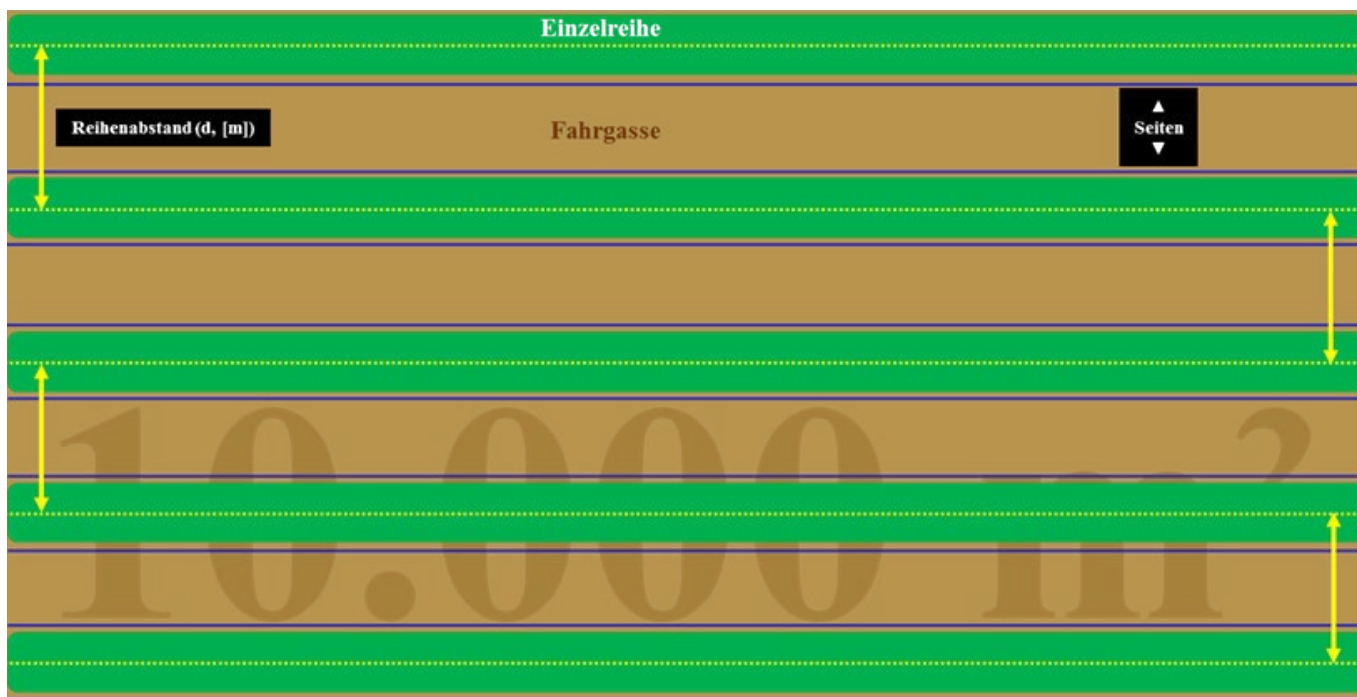 Einzelreihe
Reihenabstand (d, [m])
Fahrgasse
▲
Seiten
▼
10.000 m²